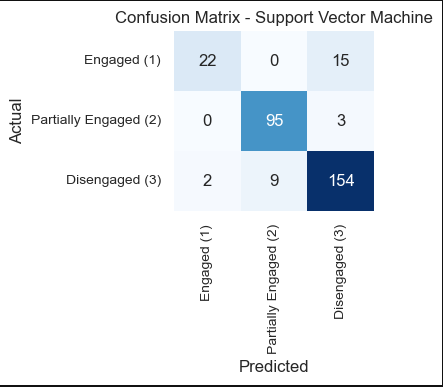 Confusion Matrix - Support Vector Machine
Actual
Engaged (1) 22 0 15
Partially Engaged (2) 0 95 3
Disengaged (3) 2 9 154
Engaged (1)
Partially Engaged (2)
Disengaged (3)
Predicted